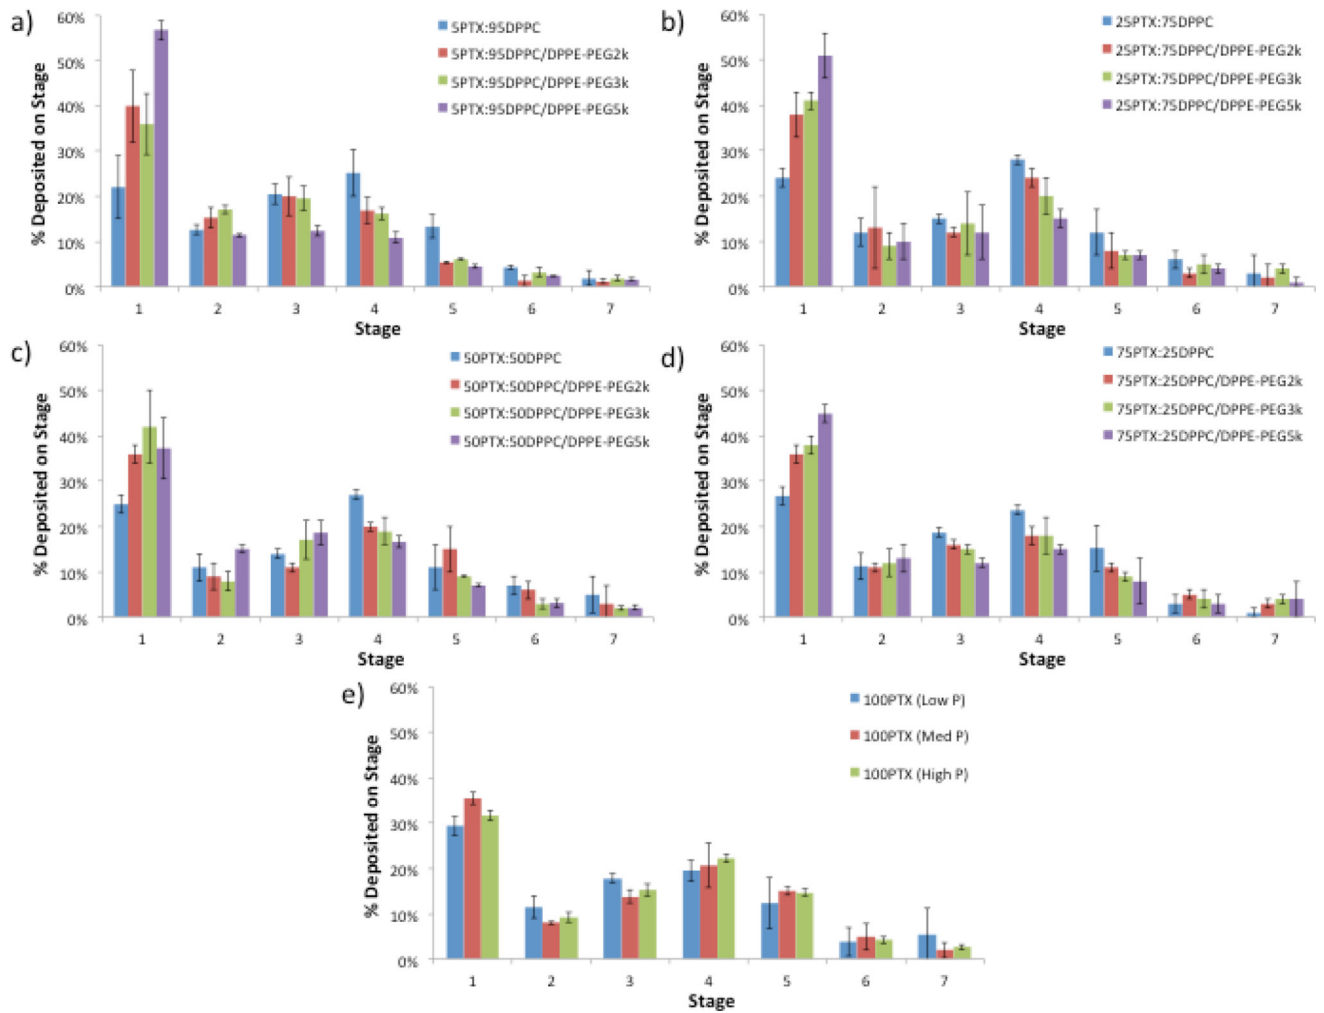 a)
60%
50%
40%
30%
20%
10%
0%
% Deposited on Stage
5PTX:95DPPC
5PTX:95DPPC/DPPE-PEG2k
5PTX:95DPPC/DPPE-PEG3k
5PTX:95DPPC/DPPE-PEG5k
1 2 3 4 5 6 7
Stage
b)
60%
50%
40%
30%
20%
10%
0%
% Deposited on Stage
25PTX:75DPPC
25PTX:75DPPC/DPPE-PEG2k
25PTX:75DPPC/DPPE-PEG3k
25PTX:75DPPC/DPPE-PEG5k
1 2 3 4 5 6 7
Stage
c)
60%
50%
40%
30%
20%
10%
0%
% Deposited on Stage
50PTX:50DPPC
50PTX:50DPPC/DPPE-PEG2k
50PTX:50DPPC/DPPE-PEG3k
50PTX:50DPPC/DPPE-PEG5k
1 2 3 4 5 6 7
Stage
d)
60%
50%
40%
30%
20%
10%
0%
% Deposited on Stage
75PTX:25DPPC
75PTX:25DPPC/DPPE-PEG2k
75PTX:25DPPC/DPPE-PEG3k
75PTX:25DPPC/DPPE-PEG5k
1 2 3 4 5 6 7
Stage
e)
60%
50%
40%
30%
20%
10%
0%
% Deposited on Stage
100PTX (Low P)
100PTX (Med P)
100PTX (High P)
1 2 3 4 5 6 7
Stage